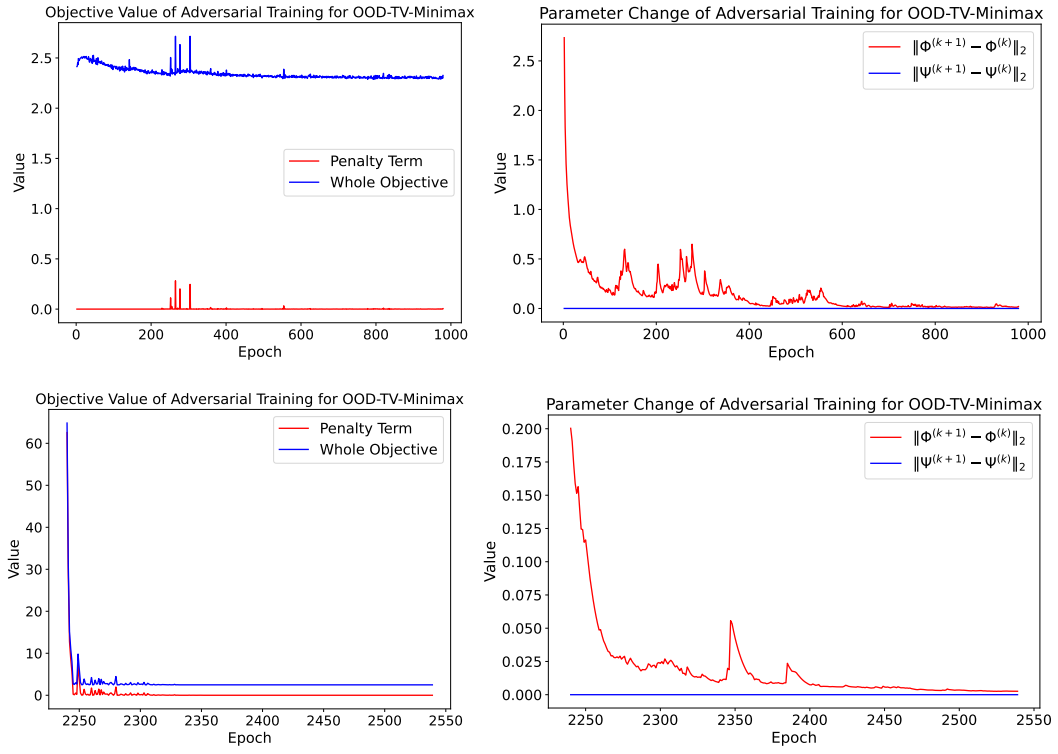 Objective Value of Adversarial Training for OOD-TV-Minimax
Value
2.5
2.0
1.5
1.0
0.5
0.0
Penalty Term
Whole Objective
0 200 400 600 800 1000
Epoch
Parameter Change of Adversarial Training for OOD-TV-Minimax
Value
2.5
2.0
1.5
1.0
0.5
0.0
‖Φ^(k+1) − Φ^(k)‖₂
‖Ψ^(k+1) − Ψ^(k)‖₂
0 200 400 600 800 1000
Epoch
Objective Value of Adversarial Training for OOD-TV-Minimax
Value
60
50
40
30
20
10
0
Penalty Term
Whole Objective
2250 2300 2350 2400 2450 2500 2550
Epoch
Parameter Change of Adversarial Training for OOD-TV-Minimax
Value
0.200
0.175
0.150
0.125
0.100
0.075
0.050
0.025
0.000
‖Φ^(k+1) − Φ^(k)‖₂
‖Ψ^(k+1) − Ψ^(k)‖₂
2250 2300 2350 2400 2450 2500 2550
Epoch